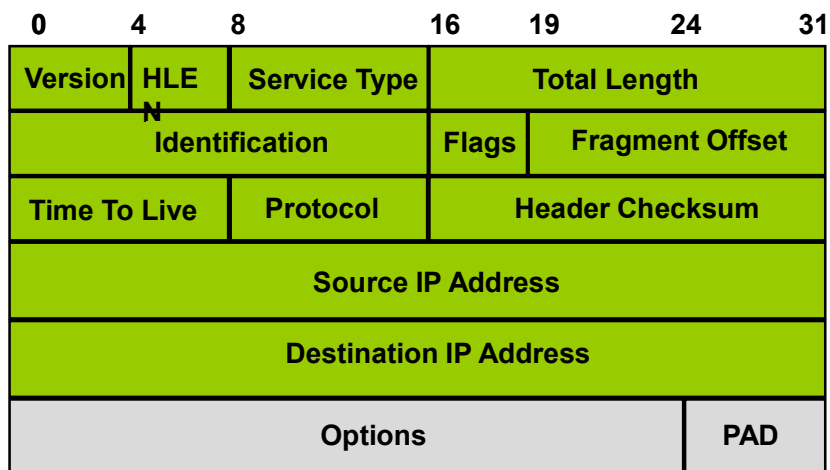 0 4 8 16 19 24 31
Version HLE Service Type Total Length
N
Identification Flags Fragment Offset
Time To Live Protocol Header Checksum
Source IP Address
Destination IP Address
Options PAD